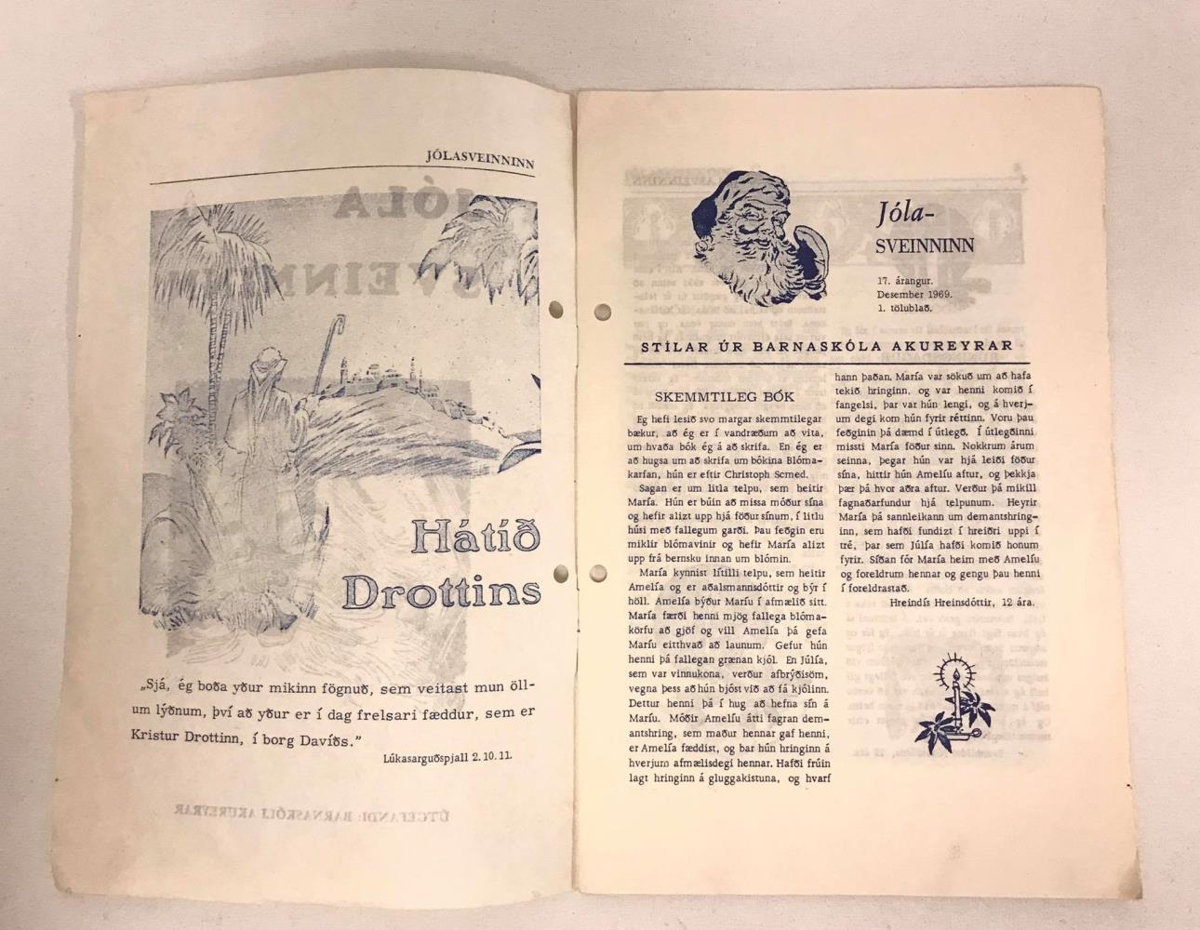 JÓLASVEINNINN
Hátíð
Drottins
„Sjá, ég boða yður mikinn fögnuð, sem veitast mun öll-
um lýðnum, því að yður er í dag frelsari fæddur, sem er
Kristur Drottinn, í borg Davíðs.”
Lúkasarguðspjall 2.10.11.
ÚTGEFANDI: BARNASKÓLI AKUREYRAR
Jóla-
SVEINNINN
17. árangur.
Desember 1969.
1. tölublað.
STÍLAR ÚR BARNASKÓLA AKUREYRAR
SKEMMTILEG BÓK
Eg hefi lesið svo margar skemmtilegar
bækur, að ég er í vandræðum að vita,
um hvaða bók ég á að skrifa. En ég er
að hugsa um að skrifa um bókina Blóma-
karfan, hún er eftir Christoph Scmed.
Sagan er um litla telpu, sem heitir
María. Hún er búin að missa móður sína
og hefir alizt upp hjá föður sínum, í litlu
húsi með fallegum garði. Þau feðgin eru
miklir blómavinir og hefir María alizt
upp frá bernsku innan um blómin.
María kynnist lítilli telpu, sem heitir
Amelía og er aðalsmannsdóttir og býr í
höll. Amelía býður Maríu í afmælið sitt.
María færði henni mjög fallega blóma-
körfu að gjöf og vill Amelía þá gefa
Maríu eitthvað að launum. Gefur hún
henni þá fallegan grænan kjól. En Júlía,
sem var vinnukona, verður afbrýðisöm,
vegna þess að hún bjóst við að fá kjólinn.
Dettur henni þá í hug að hefna sín á
Maríu. Móðir Amelíu átti fagran dem-
antshring, sem maður hennar gaf henni,
er Amelía fæddist, og bar hún hringinn á
hverjum afmælisdegi hennar. Hafði frúin
lagt hringinn á gluggakistuna, og hvarf
hann þaðan. María var sökuð um að hafa
tekið hringinn, og var henni komið í
fangelsi, þar var hún lengi, og á hverj-
um degi kom hún fyrir réttinn. Voru þau
feðginin þá dæmd í útlegð. Í útlegðinni
missti María föður sinn. Nokkrum árum
seinna, þegar hún var hjá leiði föður
sína, hittir hún Amelíu aftur, og þekkja
þær þá hvor aðra aftur. Verður þá mikill
fagnaðarfundur hjá telpunum. Heyrir
María þá sannleikann um demantshring-
inn, sem hafði fundizt í hreiðri uppi í
tré, þar sem Júlía hafði komið honum
fyrir. Síðan fór María heim með Amelíu
og foreldrum hennar og gengu þau henni
í foreldrastað.
Hreindís Hreinsdóttir, 12 ára.